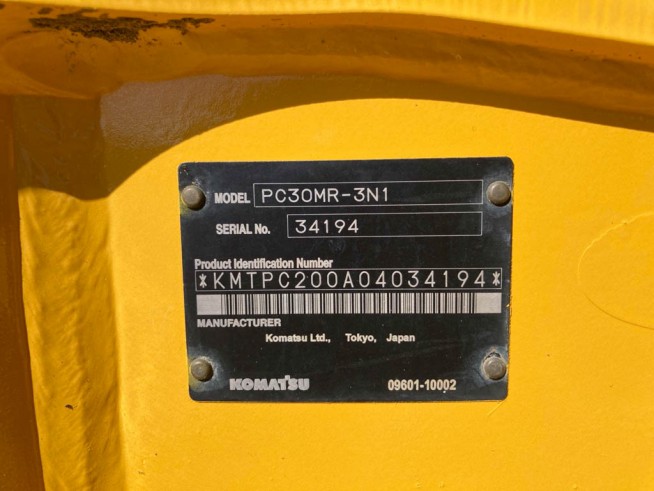 MODEL PC30MR-3N1
SERIAL No. 34194
Product Identification Number
*KMTPC200A04034194*
MANUFACTURER
Komatsu Ltd., Tokyo, Japan
KOMATSU 09601-10002